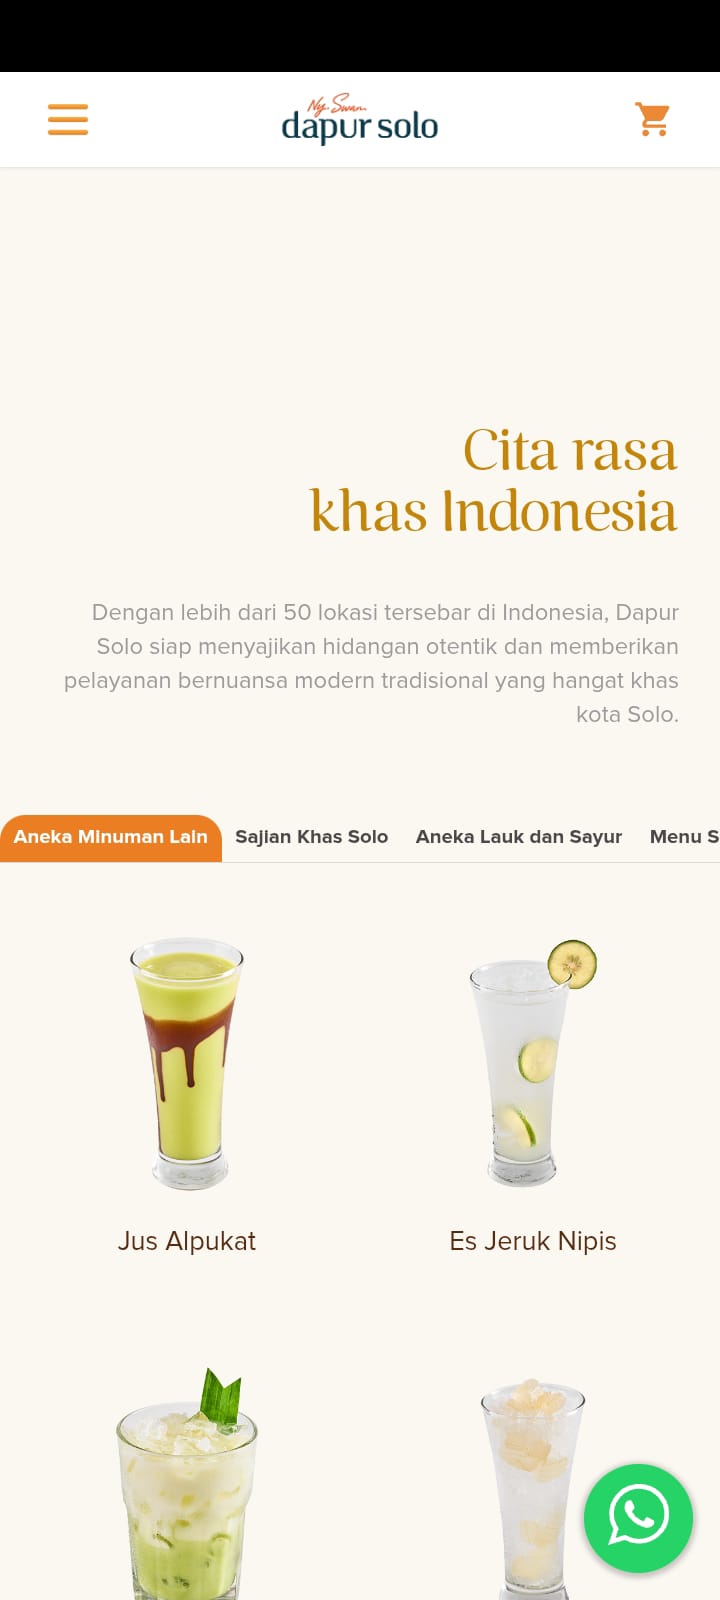 Ny. Swan
dapur solo
Cita rasa
khas Indonesia
Dengan lebih dari 50 lokasi tersebar di Indonesia, Dapur
Solo siap menyajikan hidangan otentik dan memberikan
pelayanan bernuansa modern tradisional yang hangat khas
kota Solo.
Aneka Minuman Lain Sajian Khas Solo Aneka Lauk dan Sayur Menu S
Jus Alpukat Es Jeruk Nipis